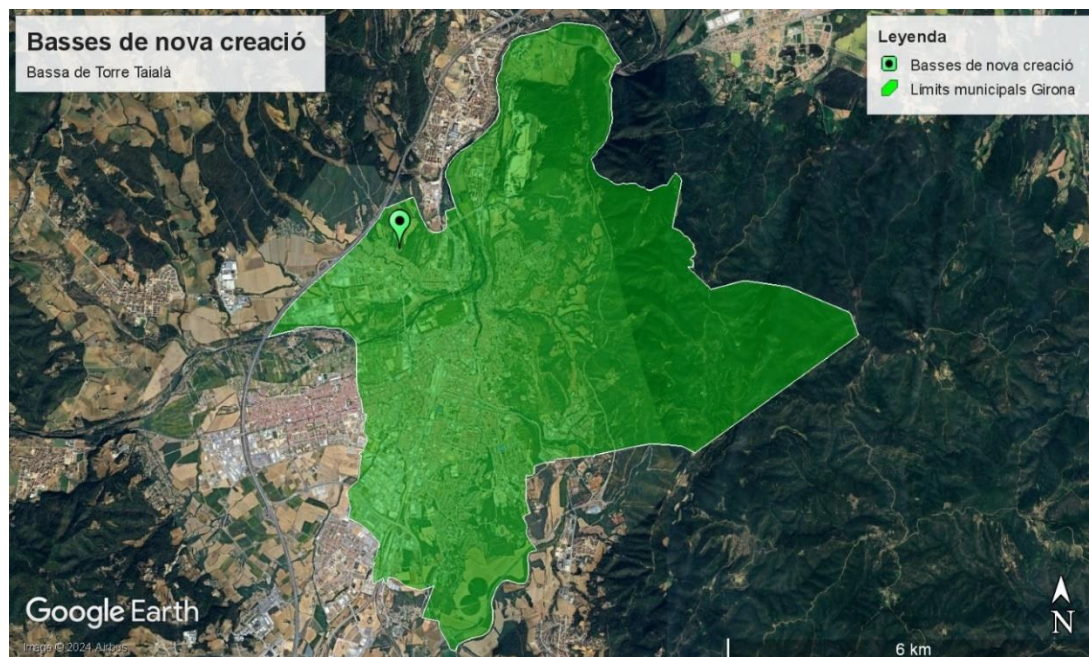 Basses de nova creació
Bassa de Torre Taialà
Leyenda
Basses de nova creació
Límits municipals Girona
Google Earth
Image © 2024 Airbus
N
6 km